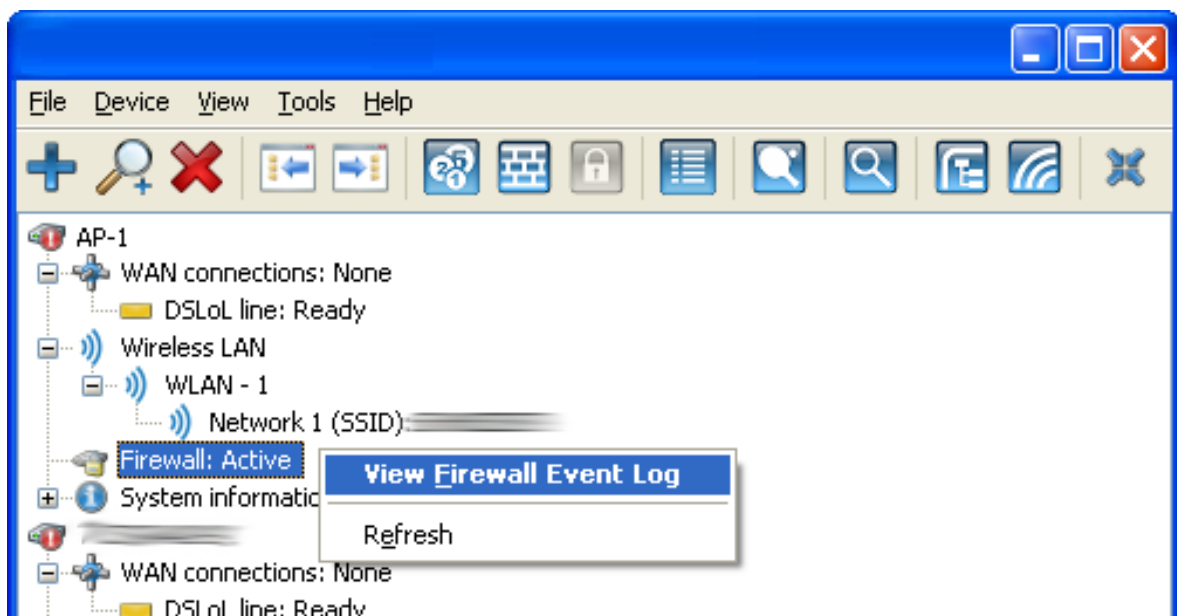 File Device View Tools Help
AP-1
WAN connections: None
DSLoL line: Ready
Wireless LAN
WLAN - 1
Network 1 (SSID):
Firewall: Active
View Firewall Event Log
System informatio
Refresh
WAN connections: None
DSLoL line: Ready